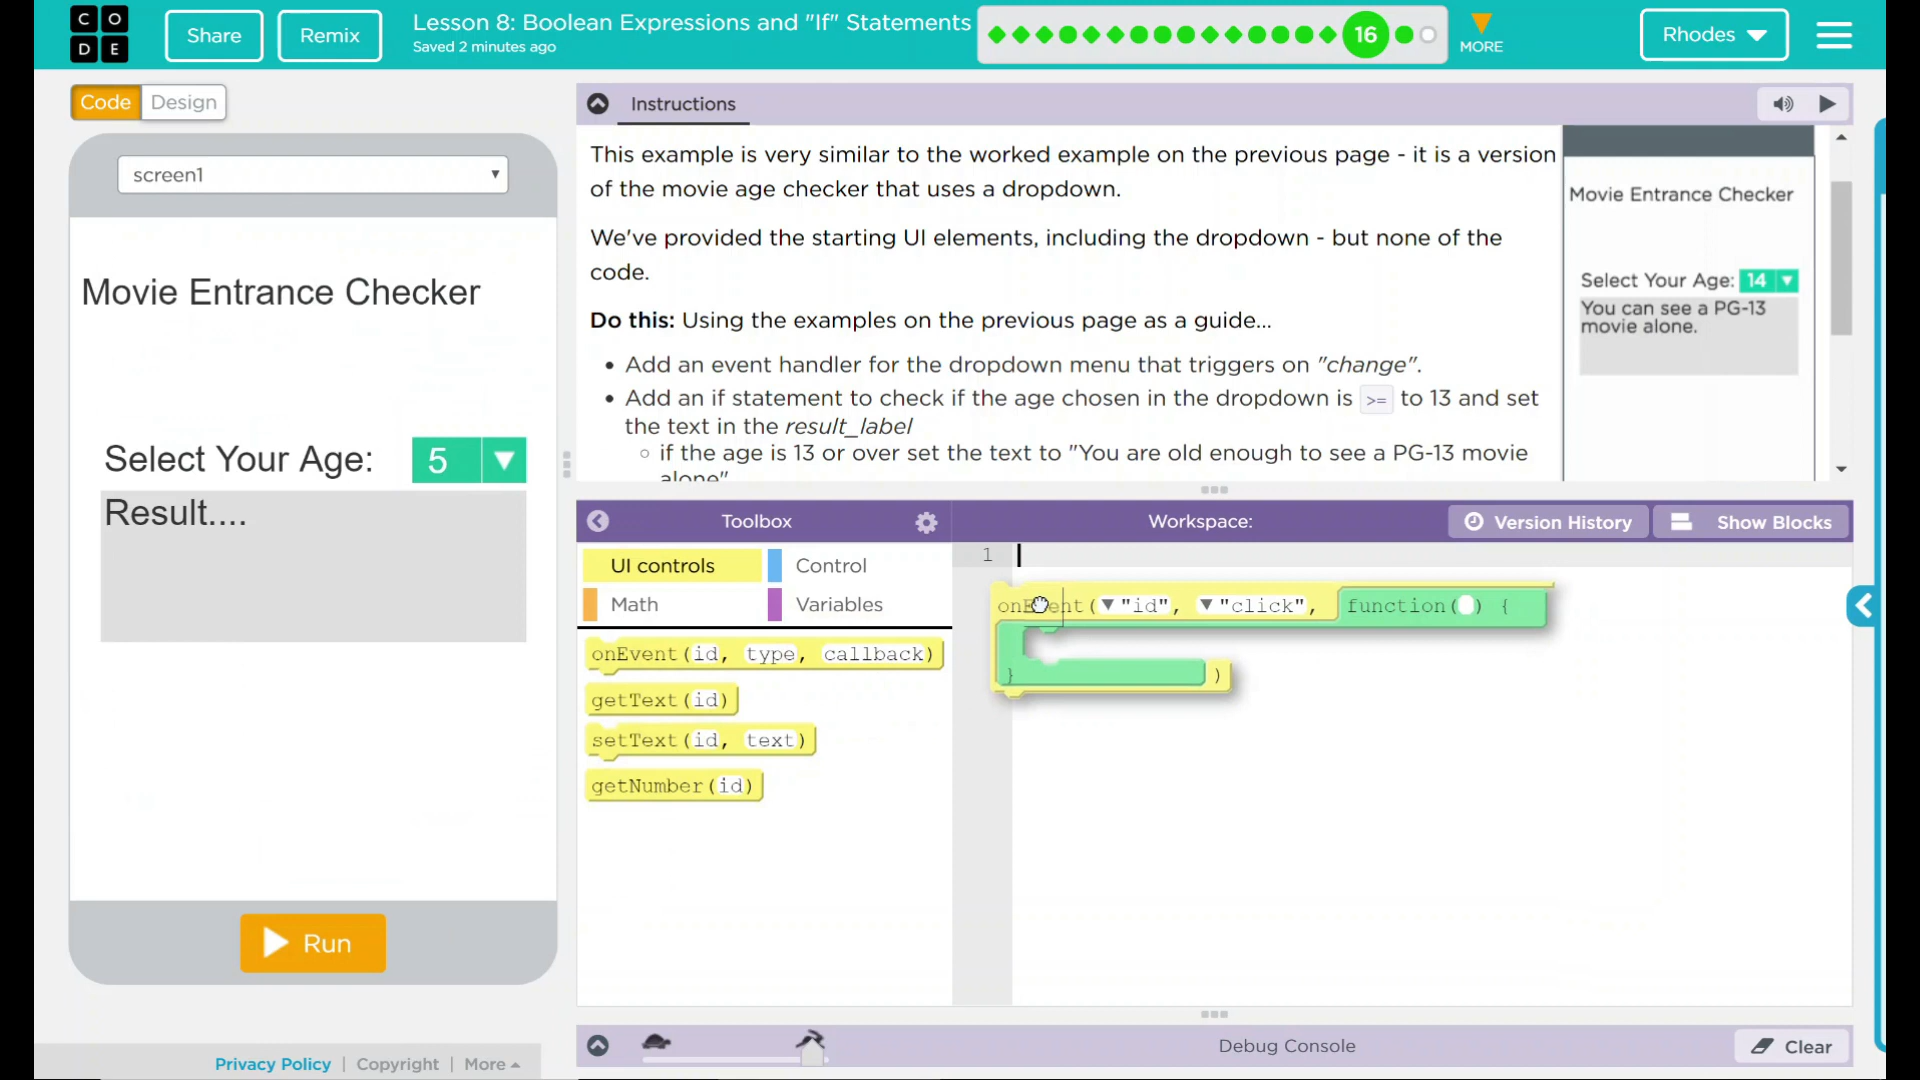 CODE
Share
Remix
Lesson 8: Boolean Expressions and "If" Statements
Saved 2 minutes ago
16
MORE
Rhodes
Code
Design
screen1
Movie Entrance Checker
Select Your Age:
5
Result....
Run
Privacy Policy | Copyright | More
Instructions
This example is very similar to the worked example on the previous page - it is a version
of the movie age checker that uses a dropdown.
We've provided the starting UI elements, including the dropdown - but none of the
code.
Do this: Using the examples on the previous page as a guide...
Add an event handler for the dropdown menu that triggers on "change".
Add an if statement to check if the age chosen in the dropdown is >= to 13 and set
the text in the result_label
if the age is 13 or over set the text to "You are old enough to see a PG-13 movie
alone"
Movie Entrance Checker
Select Your Age: 14
You can see a PG-13
movie alone.
Toolbox
UI controls
Control
Math
Variables
onEvent(id, type, callback)
getText(id)
setText(id, text)
getNumber(id)
Workspace:
Version History
Show Blocks
1
onEvent("id", "click", function( ) {
} )
Debug Console
Clear